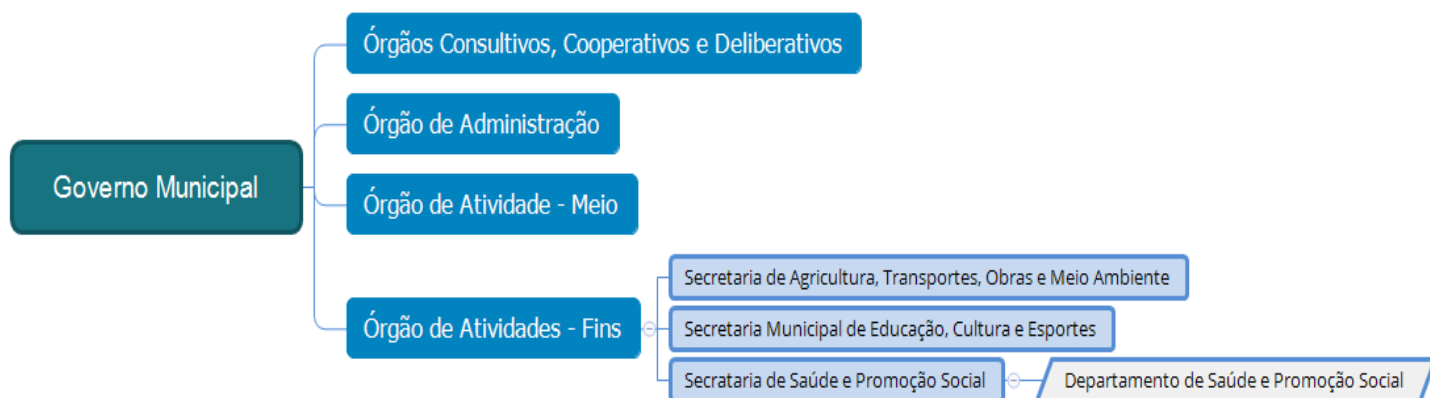 Órgãos Consultivos, Cooperativos e Deliberativos
Órgão de Administração
Governo Municipal
Órgão de Atividade - Meio
Órgão de Atividades - Fins
Secretaria de Agricultura, Transportes, Obras e Meio Ambiente
Secretaria Municipal de Educação, Cultura e Esportes
Secrataria de Saúde e Promoção Social
Departamento de Saúde e Promoção Social